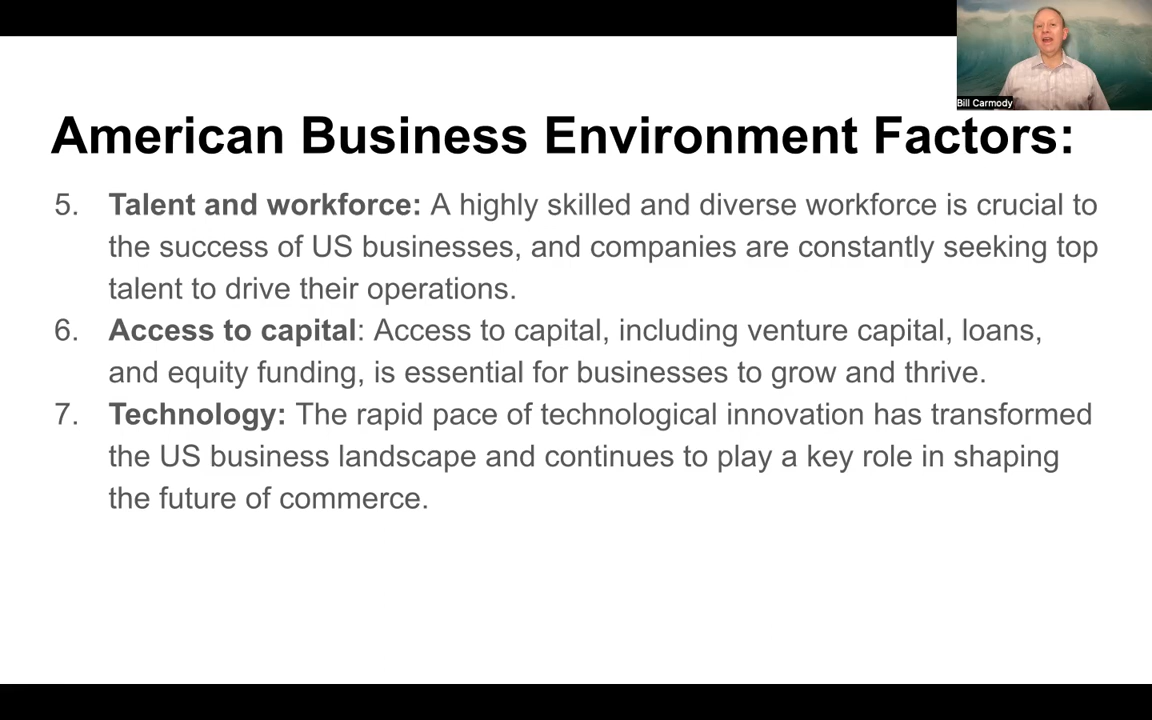 Bill Carmody
American Business Environment Factors:
5. Talent and workforce: A highly skilled and diverse workforce is crucial to
the success of US businesses, and companies are constantly seeking top
talent to drive their operations.
6. Access to capital: Access to capital, including venture capital, loans,
and equity funding, is essential for businesses to grow and thrive.
7. Technology: The rapid pace of technological innovation has transformed
the US business landscape and continues to play a key role in shaping
the future of commerce.